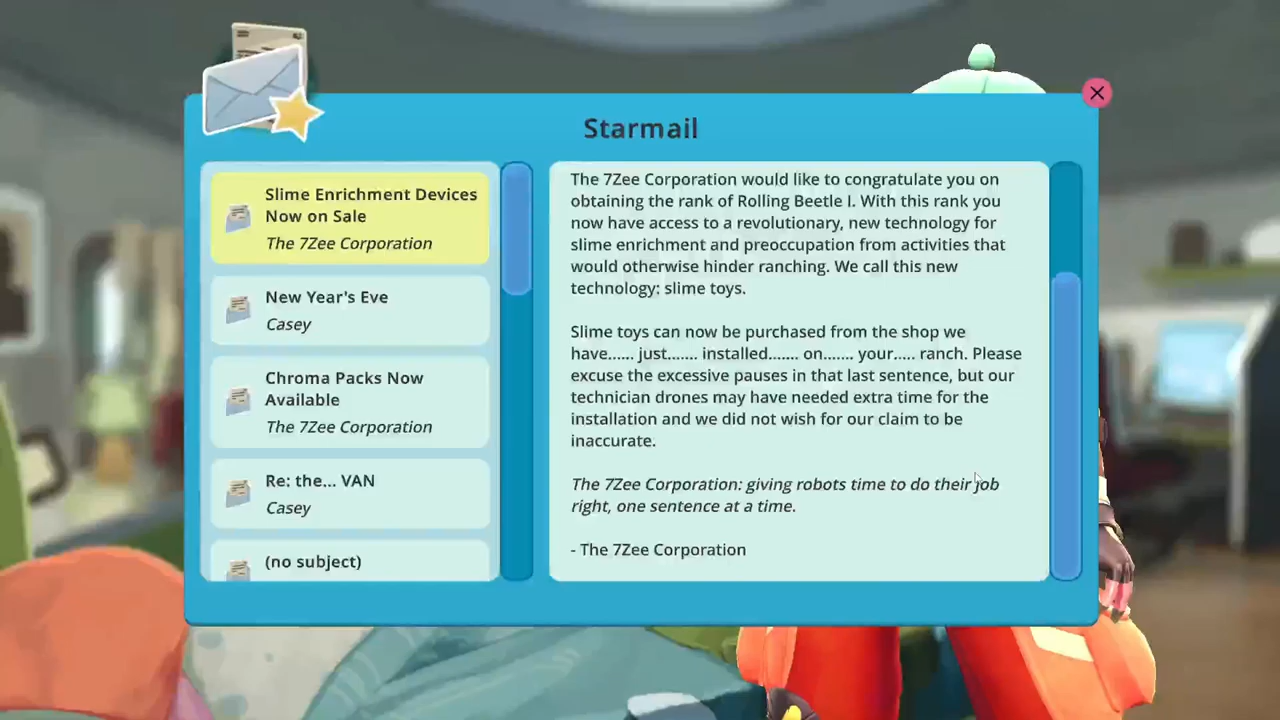 Starmail
Slime Enrichment Devices
Now on Sale
The 7Zee Corporation
New Year's Eve
Casey
Chroma Packs Now
Available
The 7Zee Corporation
Re: the... VAN
Casey
(no subject)
The 7Zee Corporation would like to congratulate you on
obtaining the rank of Rolling Beetle I. With this rank you
now have access to a revolutionary, new technology for
slime enrichment and preoccupation from activities that
would otherwise hinder ranching. We call this new
technology: slime toys.
Slime toys can now be purchased from the shop we
have...... just....... installed....... on....... your..... ranch. Please
excuse the excessive pauses in that last sentence, but our
technician drones may have needed extra time for the
installation and we did not wish for our claim to be
inaccurate.
The 7Zee Corporation: giving robots time to do their job
right, one sentence at a time.
- The 7Zee Corporation